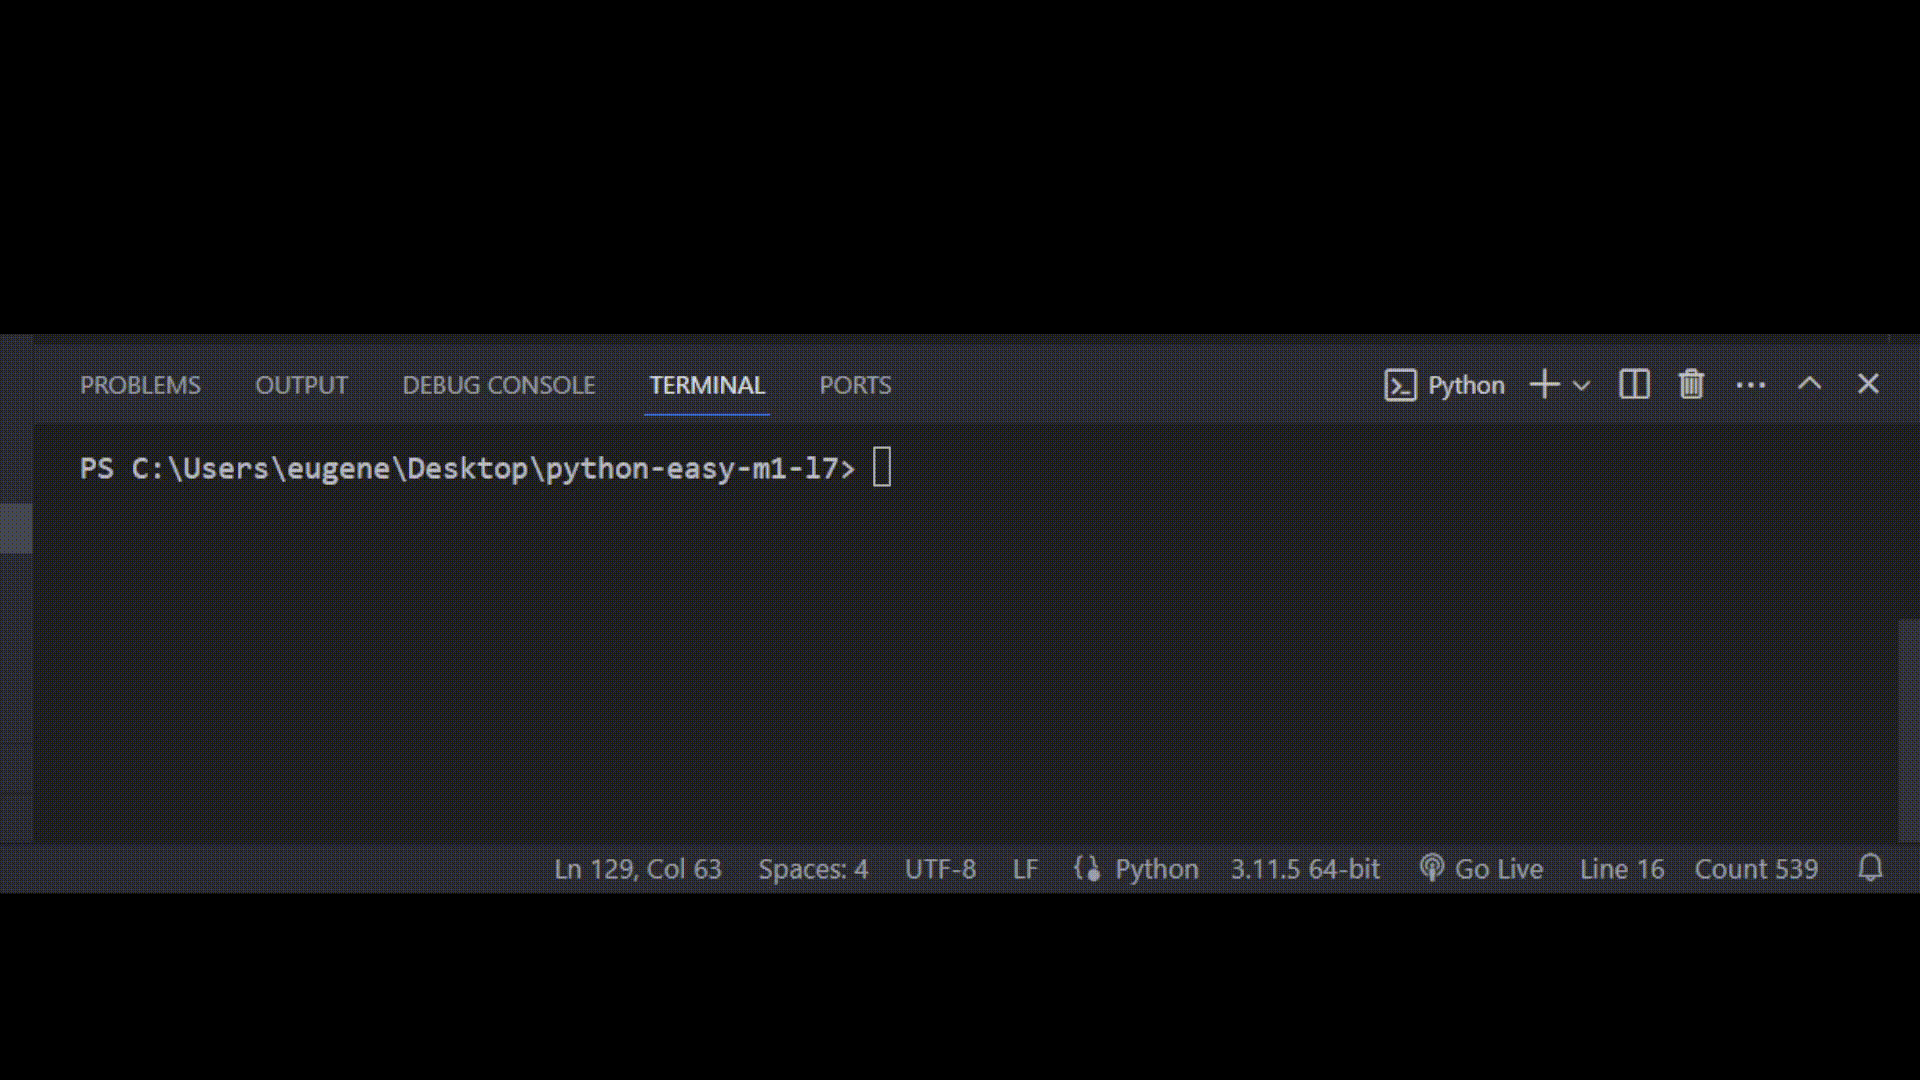 PROBLEMS OUTPUT DEBUG CONSOLE TERMINAL PORTS Python
PS C:\Users\eugene\Desktop\python-easy-m1-l7>
Ln 129, Col 63 Spaces: 4 UTF-8 LF {} Python 3.11.5 64-bit Go Live Line 16 Count 539